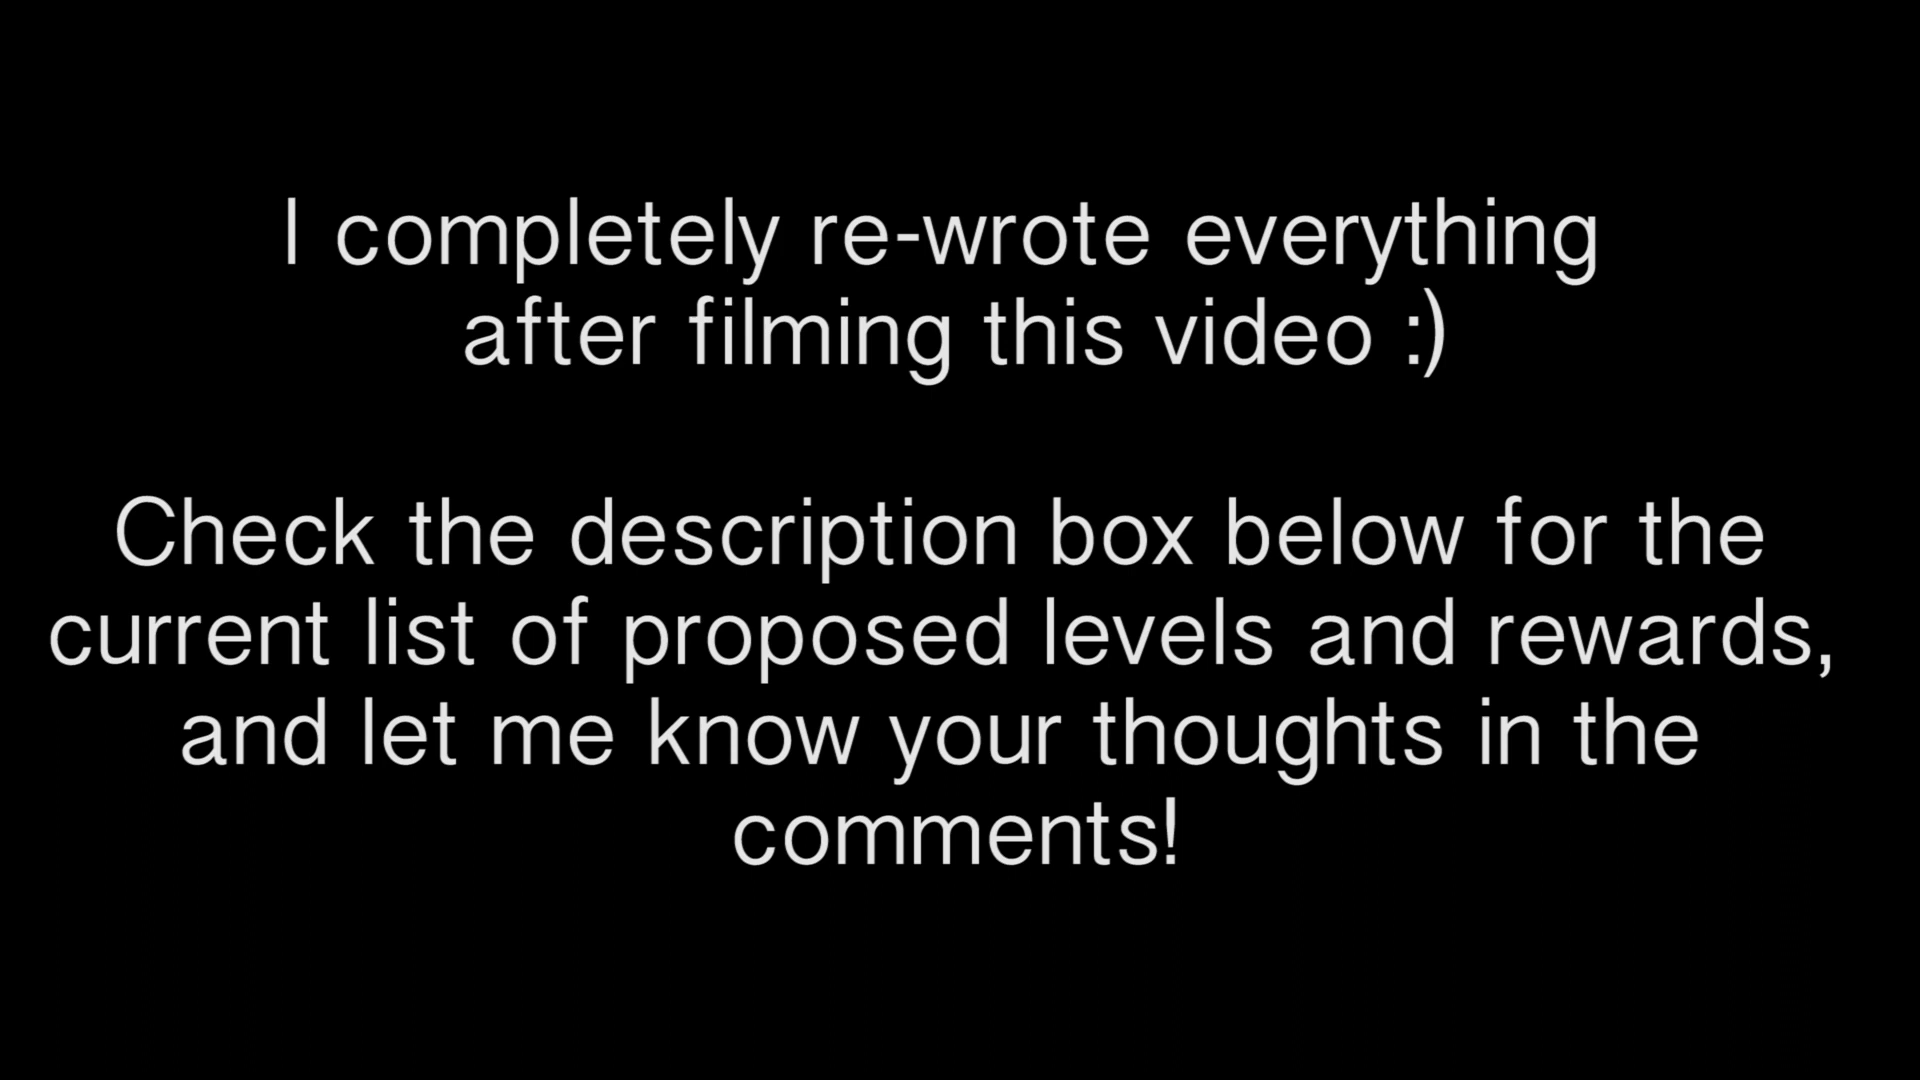 I completely re-wrote everything
after filming this video :)
Check the description box below for the
current list of proposed levels and rewards,
and let me know your thoughts in the
comments!